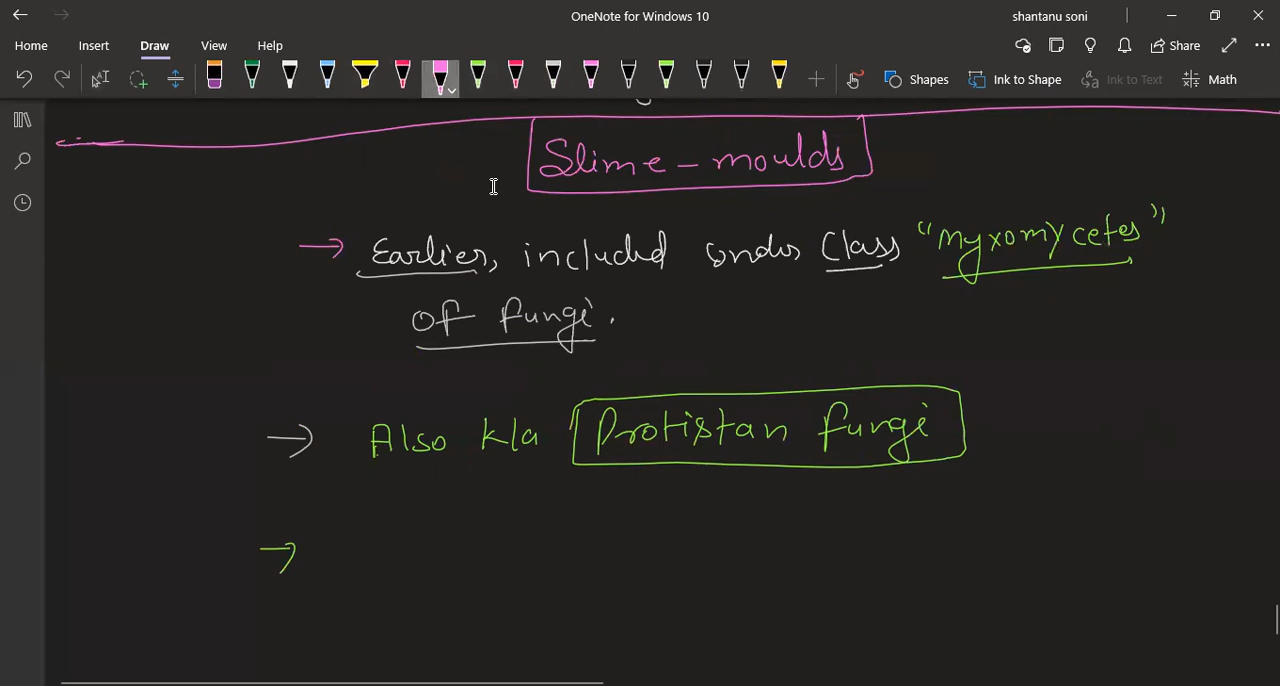 OneNote for Windows 10
shantanu soni
Home Insert Draw View Help
Share
Shapes
Ink to Shape
Ink to Text
Math
Slime - moulds
→ Earlier, included under Class "Myxomycetes"
of fungi.
→ Also k/a Protistan fungi
→